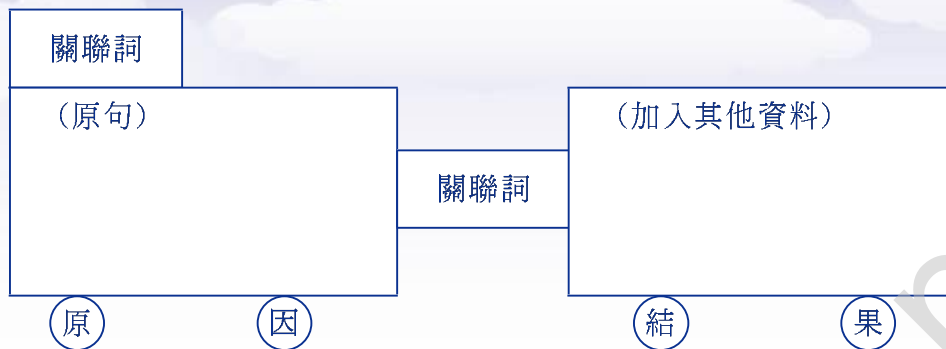 關聯詞
（原句）
（加入其他資料）
關聯詞
原 因
結 果